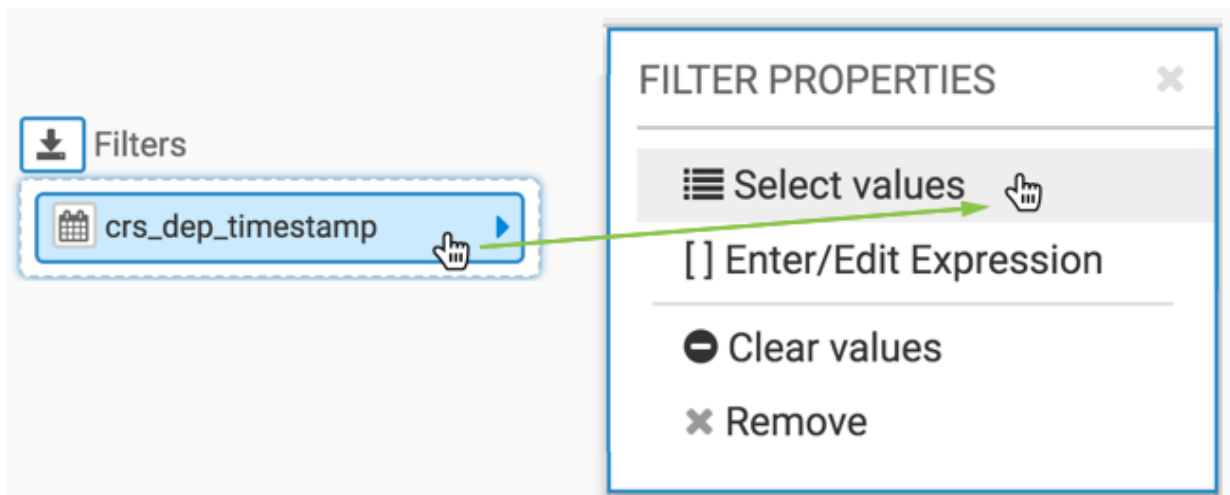 Filters
crs_dep_timestamp
FILTER PROPERTIES
Select values
[ ] Enter/Edit Expression
Clear values
Remove